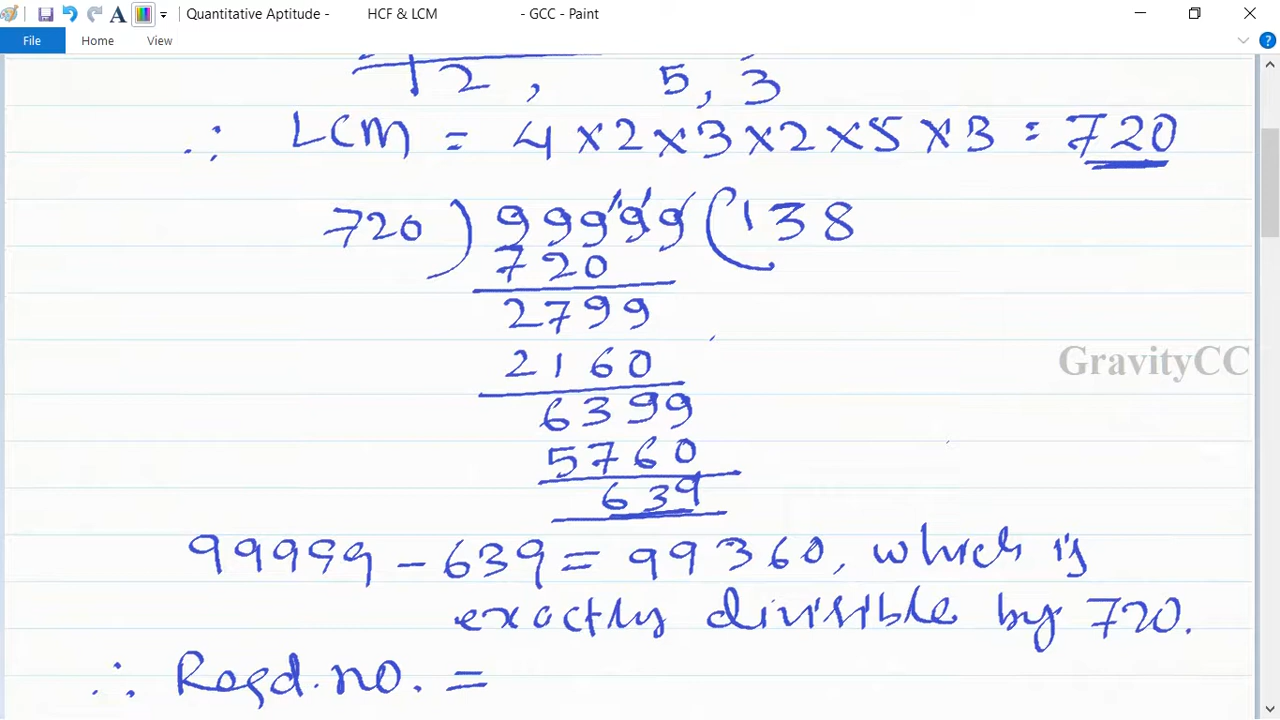 Quantitative Aptitude - HCF & LCM - GCC - Paint
File Home View
12, 5, 3
∴ LCM = 4 × 2 × 3 × 2 × 5 × 3 = 720
720 ) 99999 ( 138
720
2799
2160
6399
5760
639
GravityCC
99999 - 639 = 99360, which is
exactly divisible by 720.
∴ Reqd. no. =